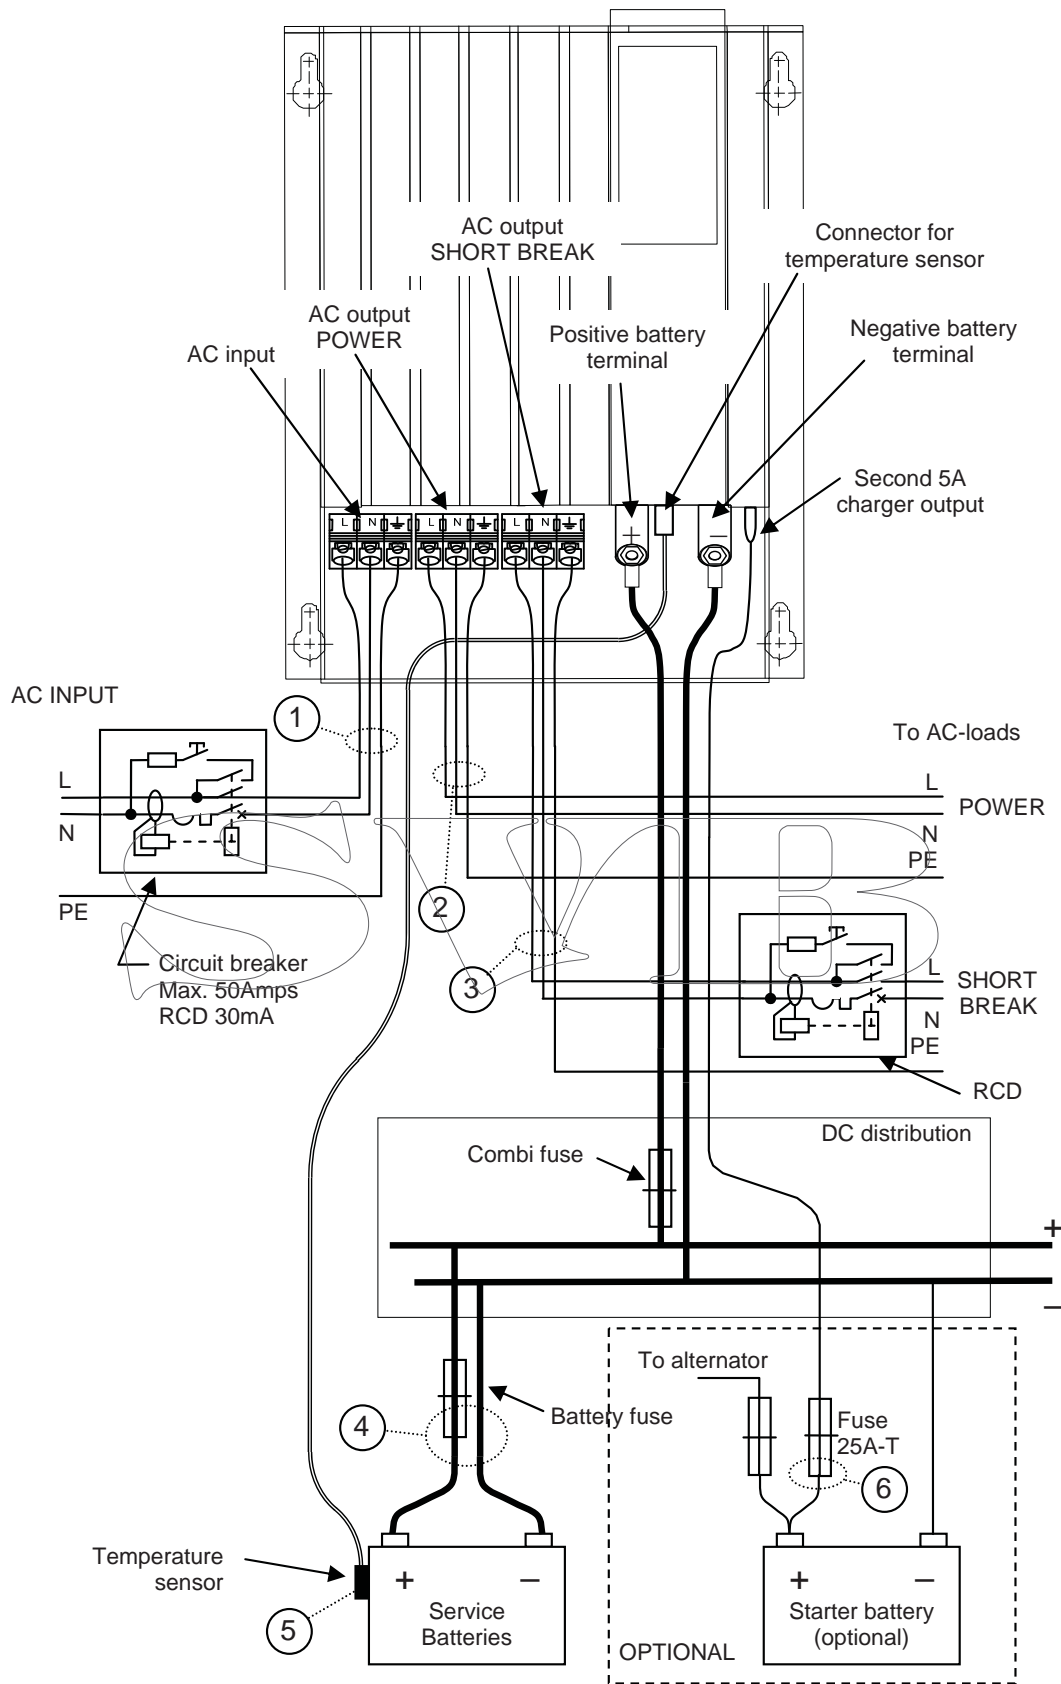 AC output
SHORT BREAK
Connector for
temperature sensor
AC output
POWER
Positive battery
terminal
Negative battery
terminal
AC input
Second 5A
charger output
L N L N L N
+ −
AC INPUT
1
To AC-loads
L
N
L
POWER
N
PE
2
PE
3
Circuit breaker
Max. 50Amps
RCD 30mA
L
SHORT
BREAK
N
PE
RCD
DC distribution
Combi fuse
+
−
To alternator
4
Battery fuse
Fuse
25A-T
6
Temperature
sensor
5
+ −
Service
Batteries
+ −
Starter battery
(optional)
OPTIONAL